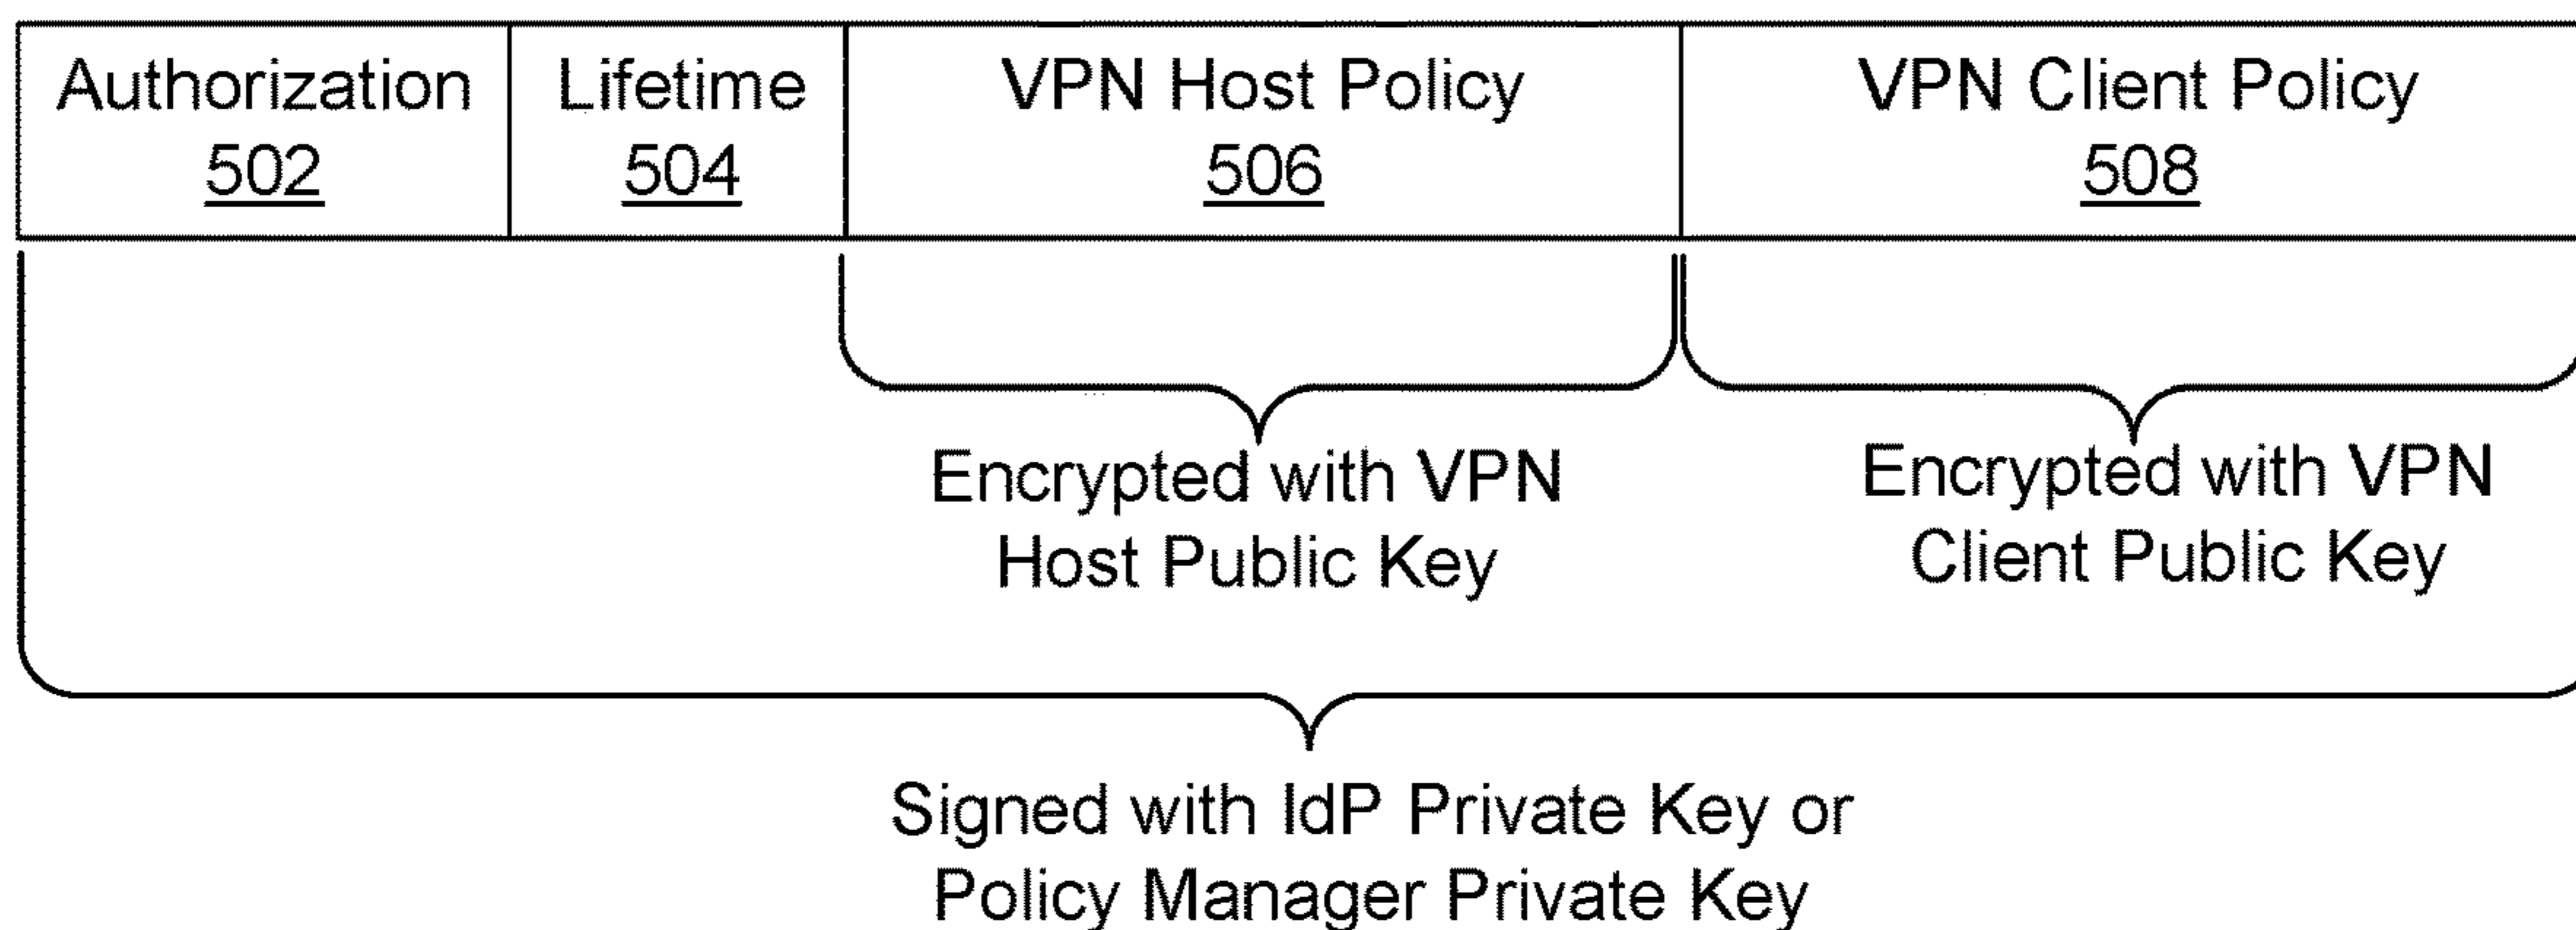 Authorization
502
Lifetime
504
VPN Host Policy
506
VPN Client Policy
508
Encrypted with VPN
Host Public Key
Encrypted with VPN
Client Public Key
Signed with IdP Private Key or
Policy Manager Private Key